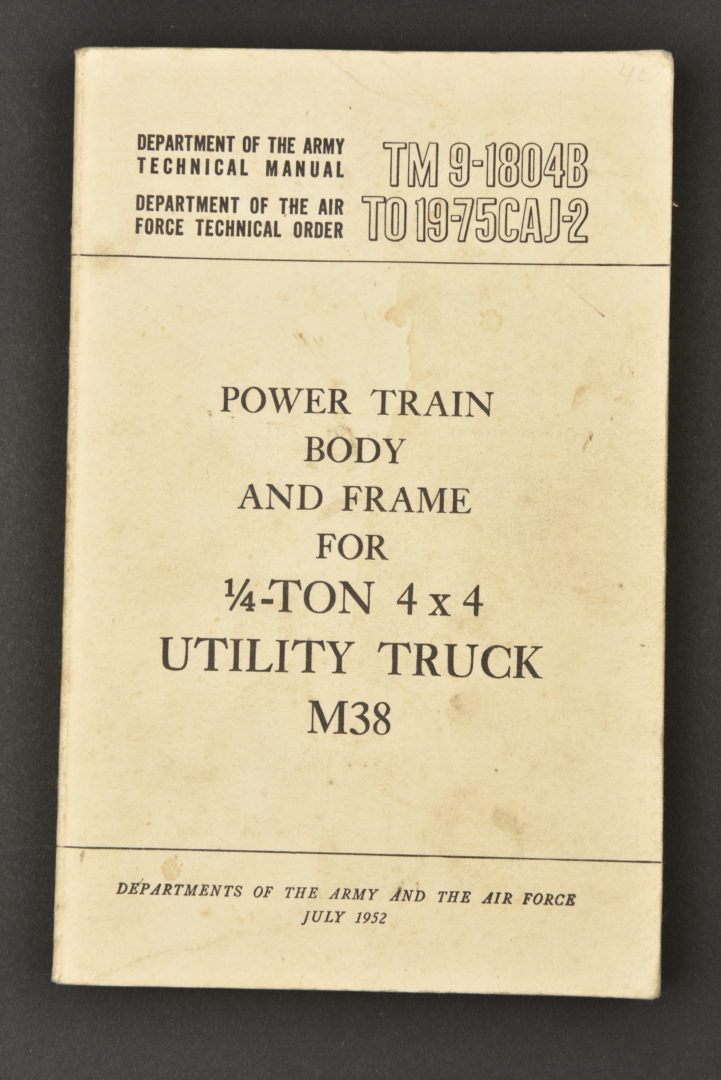 DEPARTMENT OF THE ARMY
TECHNICAL MANUAL
TM 9-1804B
DEPARTMENT OF THE AIR
FORCE TECHNICAL ORDER
TO 19-75CAJ-2
POWER TRAIN
BODY
AND FRAME
FOR
¼-TON 4 x 4
UTILITY TRUCK
M38
DEPARTMENTS OF THE ARMY AND THE AIR FORCE
JULY 1952